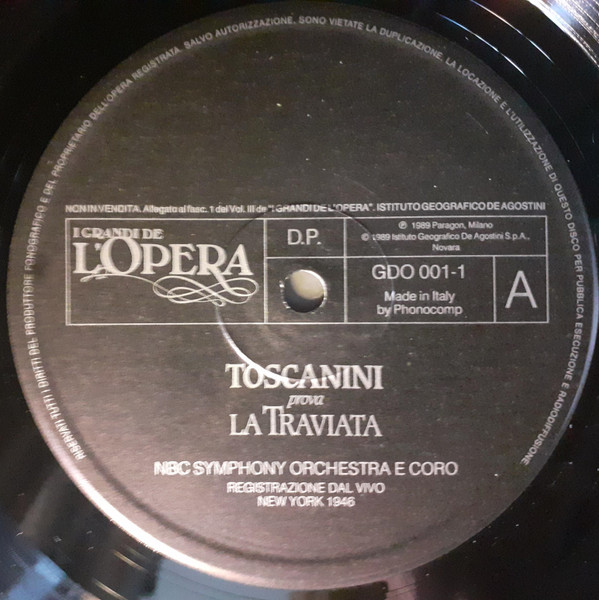 RISERVATI TUTTI I DIRITTI DEL PRODUTTORE FONOGRAFICO E DEL PROPRIETARIO DELL'OPERA REGISTRATA. SALVO AUTORIZZAZIONE, SONO VIETATE LA DUPLICAZIONE, LA LOCAZIONE E L'UTILIZZAZIONE DI QUESTO DISCO PER PUBBLICA ESECUZIONE E RADIODIFFUSIONE
NON IN VENDITA. Allegato al fasc. 1 del Vol. III de "I GRANDI DE L'OPERA". ISTITUTO GEOGRAFICO DE AGOSTINI
I GRANDI DE
L'OPERA
D.P.
℗ 1989 Paragon, Milano
© 1989 Istituto Geografico De Agostini S.p.A.,
Novara
GDO 001-1
Made in Italy
by Phonocomp
A
TOSCANINI
prova
LA TRAVIATA
NBC SYMPHONY ORCHESTRA E CORO
REGISTRAZIONE DAL VIVO
NEW YORK 1946